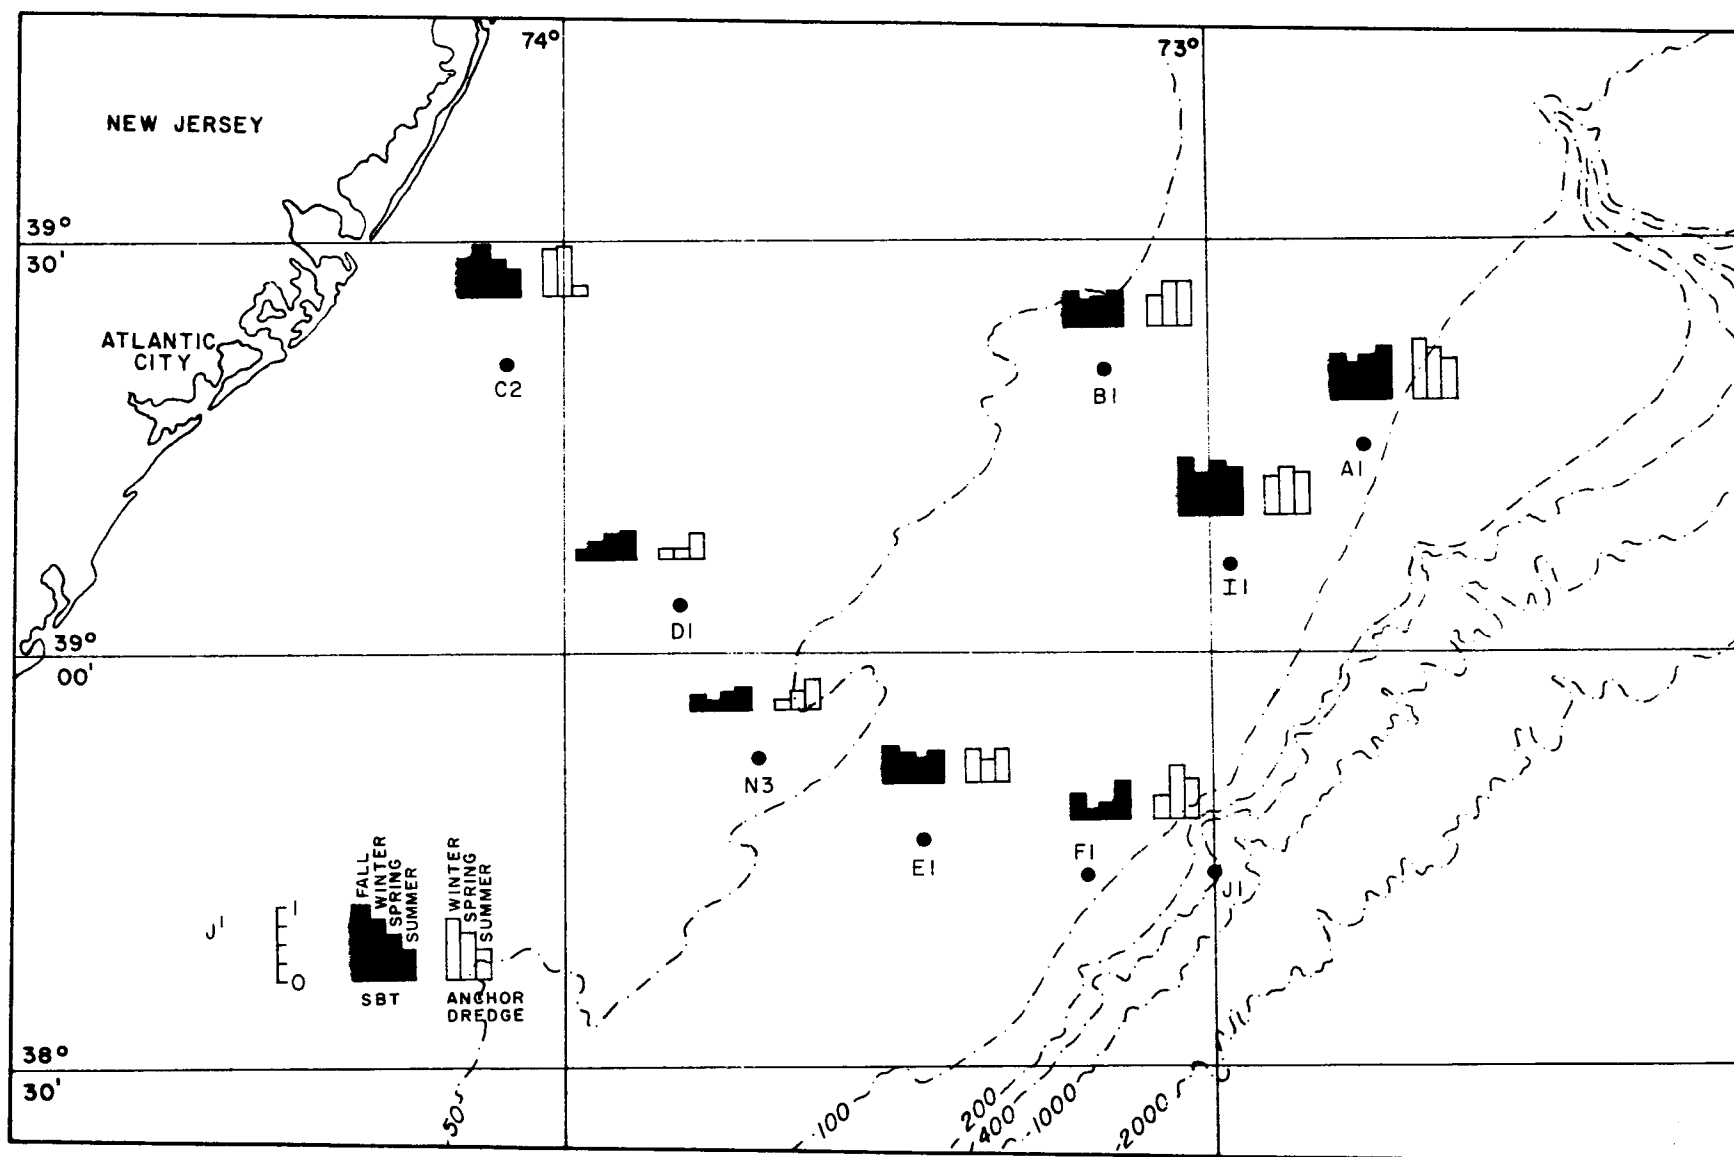 74°
73°
NEW JERSEY
39°
30'
ATLANTIC
CITY
C2
B1
A1
I1
D1
39°
00'
N3
E1
F1
J1
J'
1
0
FALL
WINTER
SPRING
SUMMER
WINTER
SPRING
SUMMER
SBT
ANCHOR
DREDGE
38°
30'
50
100
200
400
1000
2000